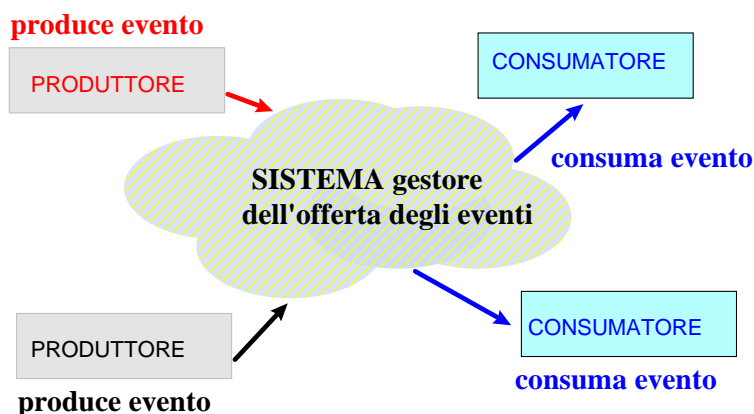 produce evento
PRODUTTORE
CONSUMATORE
consuma evento
SISTEMA gestore
dell'offerta degli eventi
PRODUTTORE
produce evento
CONSUMATORE
consuma evento